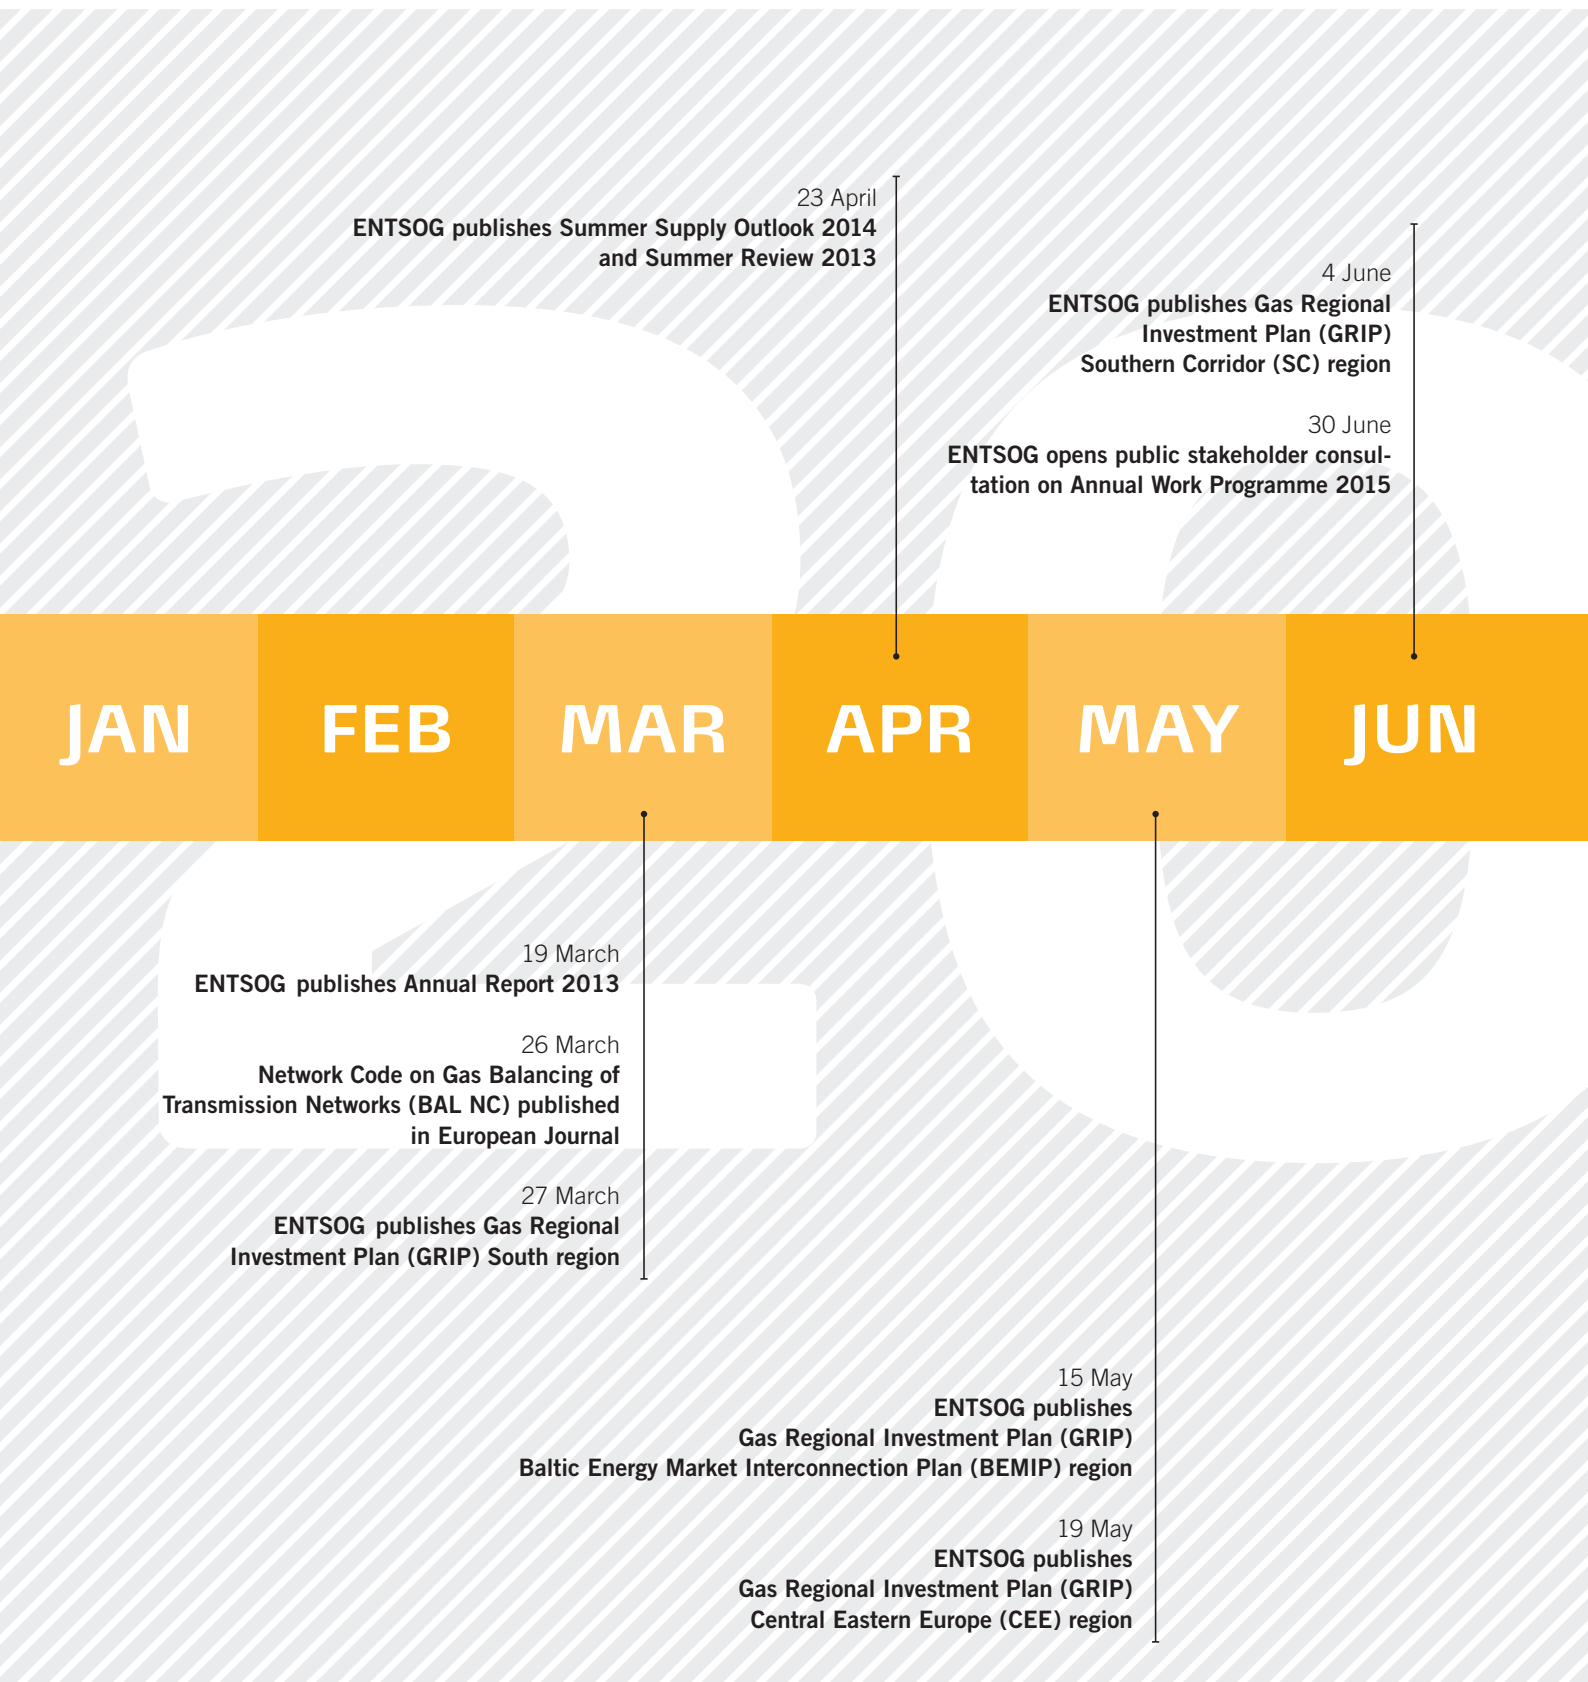 23 April
ENTSOG publishes Summer Supply Outlook 2014
and Summer Review 2013
4 June
ENTSOG publishes Gas Regional
Investment Plan (GRIP)
Southern Corridor (SC) region
30 June
ENTSOG opens public stakeholder consul-
tation on Annual Work Programme 2015
JAN
FEB
MAR
APR
MAY
JUN
19 March
ENTSOG publishes Annual Report 2013
26 March
Network Code on Gas Balancing of
Transmission Networks (BAL NC) published
in European Journal
27 March
ENTSOG publishes Gas Regional
Investment Plan (GRIP) South region
15 May
ENTSOG publishes
Gas Regional Investment Plan (GRIP)
Baltic Energy Market Interconnection Plan (BEMIP) region
19 May
ENTSOG publishes
Gas Regional Investment Plan (GRIP)
Central Eastern Europe (CEE) region
20